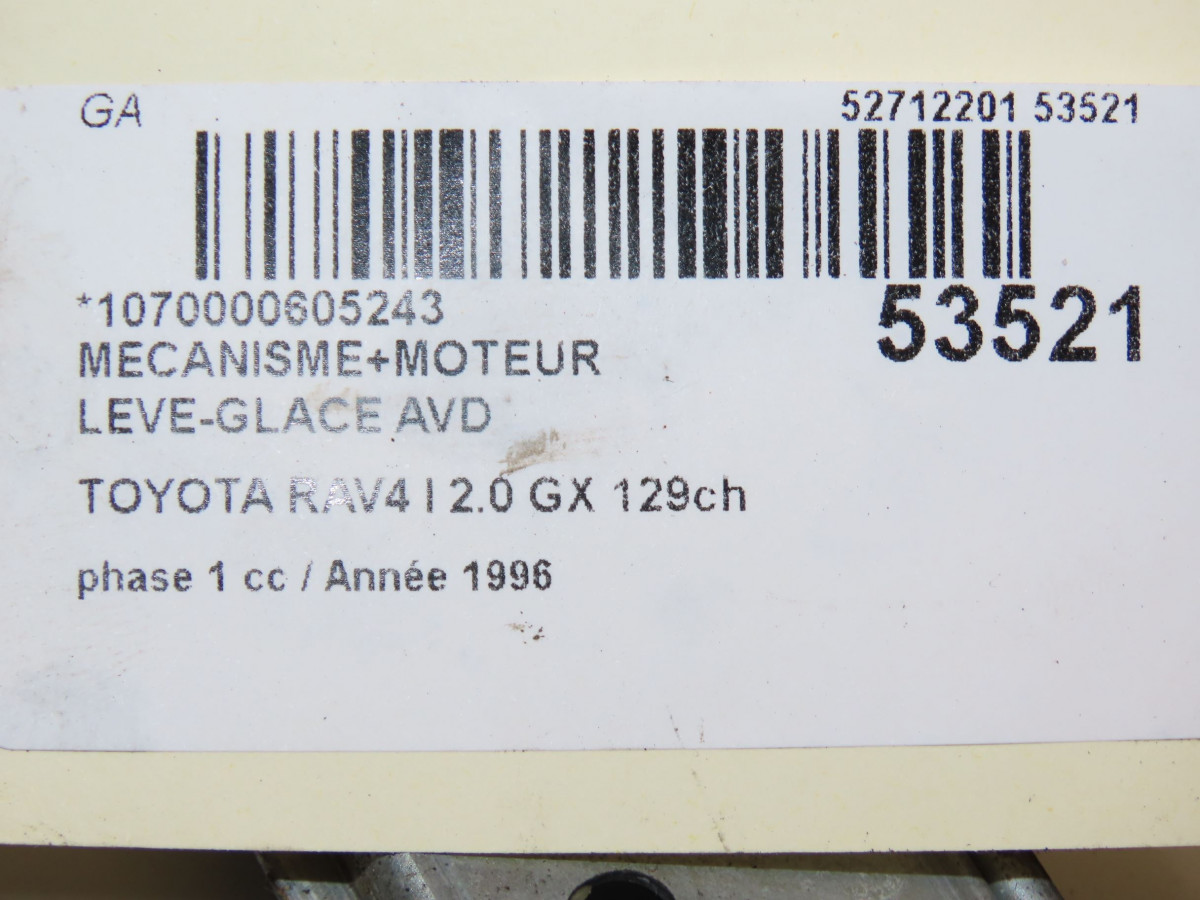 GA
52712201 53521
*1070000605243
53521
MECANISME+MOTEUR
LEVE-GLACE AVD
TOYOTA RAV4 I 2.0 GX 129ch
phase 1 cc / Année 1996